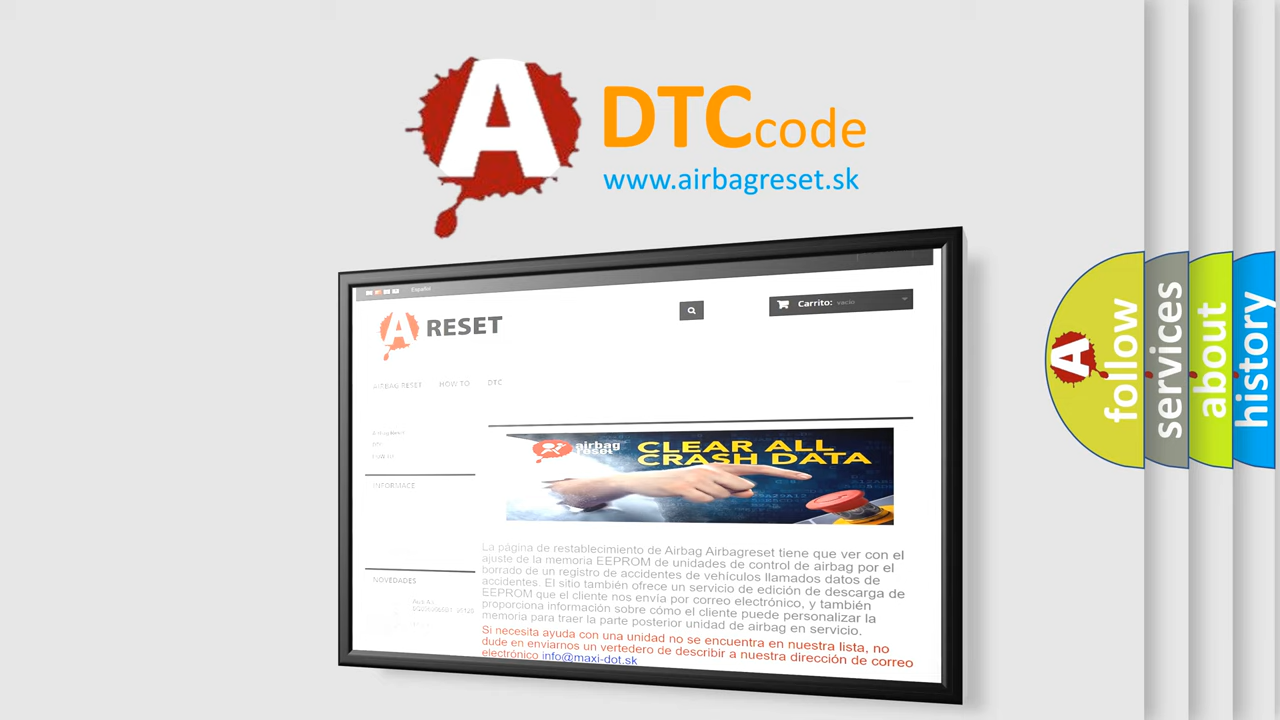 DTC code
www.airbagreset.sk
Español
A RESET
Carrito: vacío
AIRBAG RESET HOW TO DTC
INFORMACE
NOVEDADES
airbag
reset
CLEAR ALL
CRASH DATA
La página de restablecimiento de Airbag Airbagreset tiene que ver con el
ajuste de la memoria EEPROM de unidades de control de airbag por el
borrado de un registro de accidentes de vehículos llamados datos de
accidentes. El sitio también ofrece un servicio de edición de descarga de
EEPROM que el cliente nos envía por correo electrónico, y también
proporciona información sobre cómo el cliente puede personalizar la
memoria para traer la parte posterior unidad de airbag en servicio.
Si necesita ayuda con una unidad no se encuentra en nuestra lista, no
dude en enviarnos un vertedero de describir a nuestra dirección de correo
electrónico info@maxi-dot.sk
A follow
services
about
history